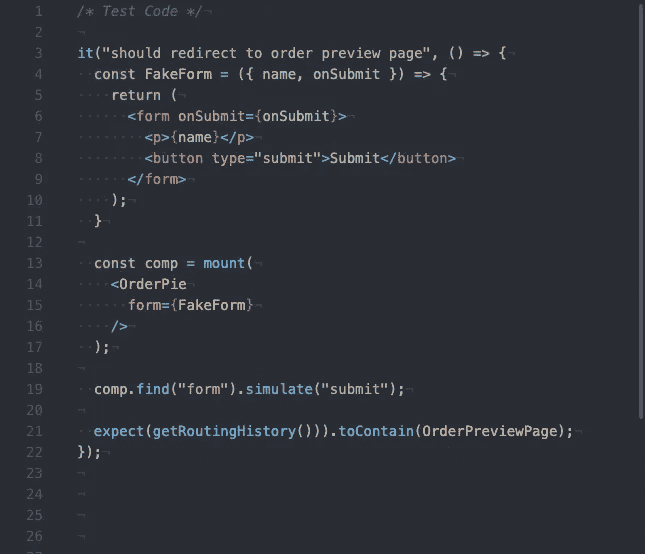 1 /* Test Code */
2
3 it("should redirect to order preview page", () => {
4 const FakeForm = ({ name, onSubmit }) => {
5 return (
6 <form onSubmit={onSubmit}>
7 <p>{name}</p>
8 <button type="submit">Submit</button>
9 </form>
10 );
11 }
12
13 const comp = mount(
14 <OrderPie
15 form={FakeForm}
16 />
17 );
18
19 comp.find("form").simulate("submit");
20
21 expect(getRoutingHistory())).toContain(OrderPreviewPage);
22 });
23
24
25
26